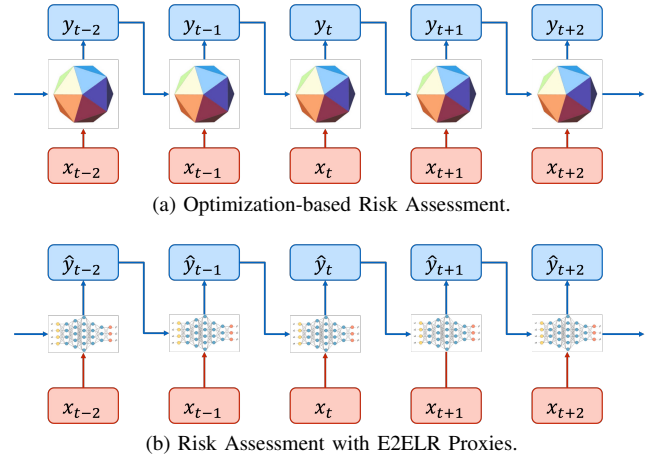 y_{t-2} y_{t-1} y_t y_{t+1} y_{t+2}
x_{t-2} x_{t-1} x_t x_{t+1} x_{t+2}
(a) Optimization-based Risk Assessment.
ŷ_{t-2} ŷ_{t-1} ŷ_t ŷ_{t+1} ŷ_{t+2}
x_{t-2} x_{t-1} x_t x_{t+1} x_{t+2}
(b) Risk Assessment with E2ELR Proxies.